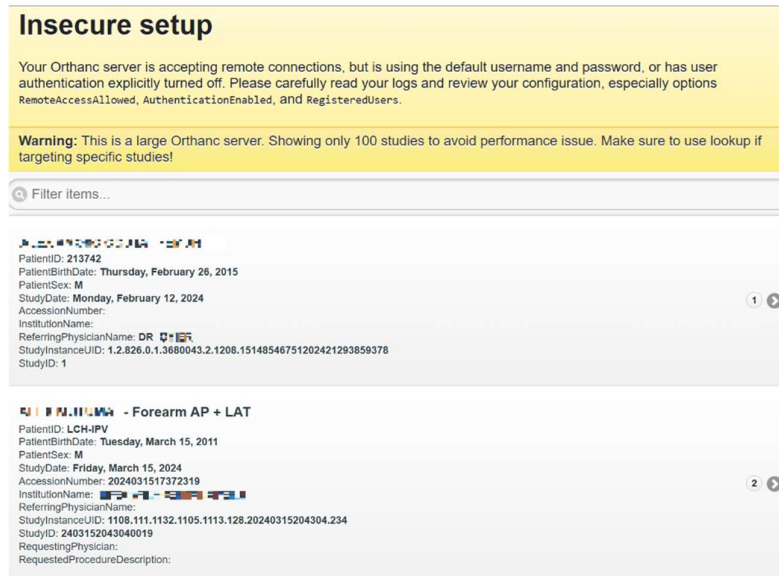 Insecure setup
Your Orthanc server is accepting remote connections, but is using the default username and password, or has user
authentication explicitly turned off. Please carefully read your logs and review your configuration, especially options
RemoteAccessAllowed, AuthenticationEnabled, and RegisteredUsers.
Warning: This is a large Orthanc server. Showing only 100 studies to avoid performance issue. Make sure to use lookup if
targeting specific studies!
Filter items...
PatientID: 213742
PatientBirthDate: Thursday, February 26, 2015
PatientSex: M
StudyDate: Monday, February 12, 2024
1
AccessionNumber:
InstitutionName:
ReferringPhysicianName: DR
StudyInstanceUID: 1.2.826.0.1.3680043.2.1208.15148546751202421293859378
StudyID: 1
- Forearm AP + LAT
PatientID: LCH-IPV
PatientBirthDate: Tuesday, March 15, 2011
PatientSex: M
StudyDate: Friday, March 15, 2024
AccessionNumber: 2024031517372319
2
InstitutionName:
ReferringPhysicianName:
StudyInstanceUID: 1108.111.1132.1105.1113.128.20240315204304.234
StudyID: 2403152043040019
RequestingPhysician:
RequestedProcedureDescription: